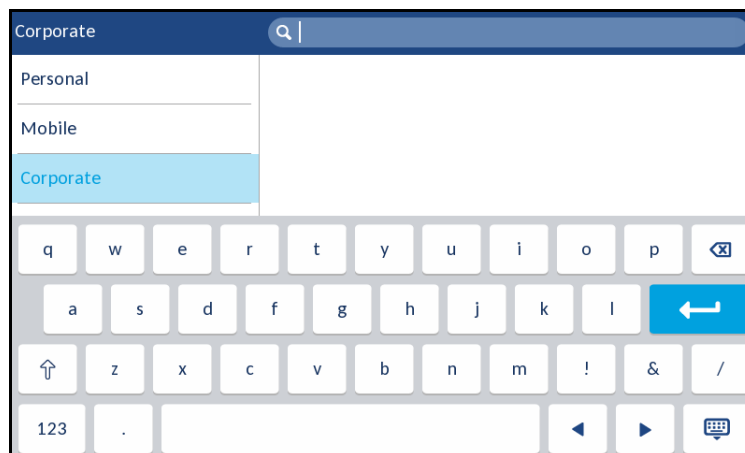 Corporate
Personal
Mobile
Corporate
q w e r t y u i o p
a s d f g h j k l
z x c v b n m ! & /
123 .